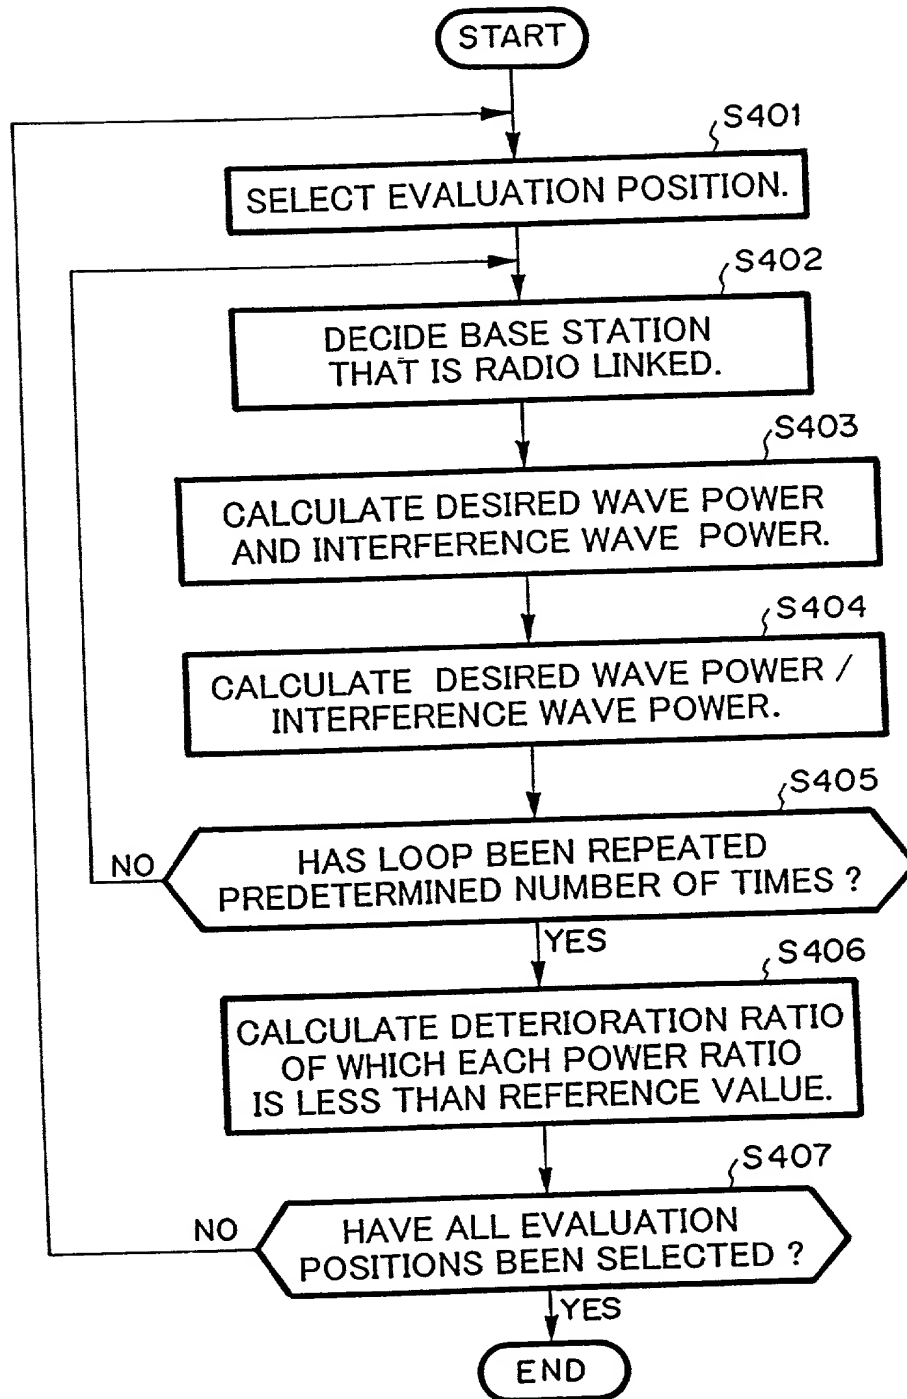 START
S401
SELECT EVALUATION POSITION.
S402
DECIDE BASE STATION
THAT IS RADIO LINKED.
S403
CALCULATE DESIRED WAVE POWER
AND INTERFERENCE WAVE POWER.
S404
CALCULATE DESIRED WAVE POWER /
INTERFERENCE WAVE POWER.
S405
HAS LOOP BEEN REPEATED
PREDETERMINED NUMBER OF TIMES ?
NO
YES
S406
CALCULATE DETERIORATION RATIO
OF WHICH EACH POWER RATIO
IS LESS THAN REFERENCE VALUE.
S407
HAVE ALL EVALUATION
POSITIONS BEEN SELECTED ?
NO
YES
END